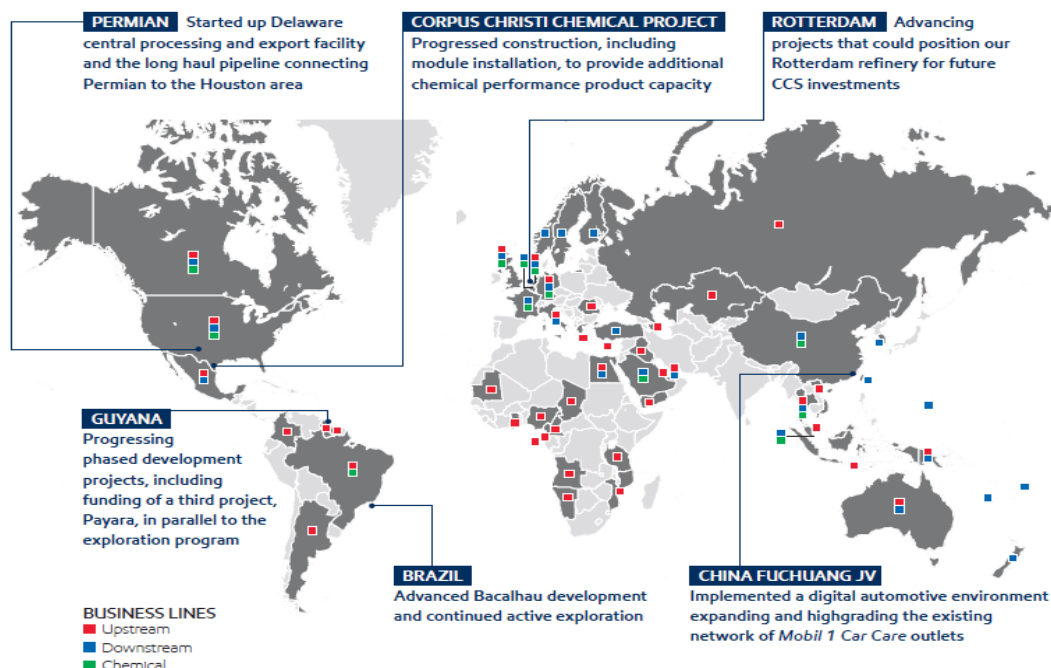 PERMIAN Started up Delaware
central processing and export facility
and the long haul pipeline connecting
Permian to the Houston area
CORPUS CHRISTI CHEMICAL PROJECT
Progressed construction, including
module installation, to provide additional
chemical performance product capacity
ROTTERDAM Advancing
projects that could position our
Rotterdam refinery for future
CCS investments
GUYANA
Progressing
phased development
projects, including
funding of a third project,
Payara, in parallel to the
exploration program
BRAZIL
Advanced Bacalhau development
and continued active exploration
CHINA FUCHUANG JV
Implemented a digital automotive environment
expanding and highgrading the existing
network of Mobil 1 Car Care outlets
BUSINESS LINES
Upstream
Downstream
Chemical